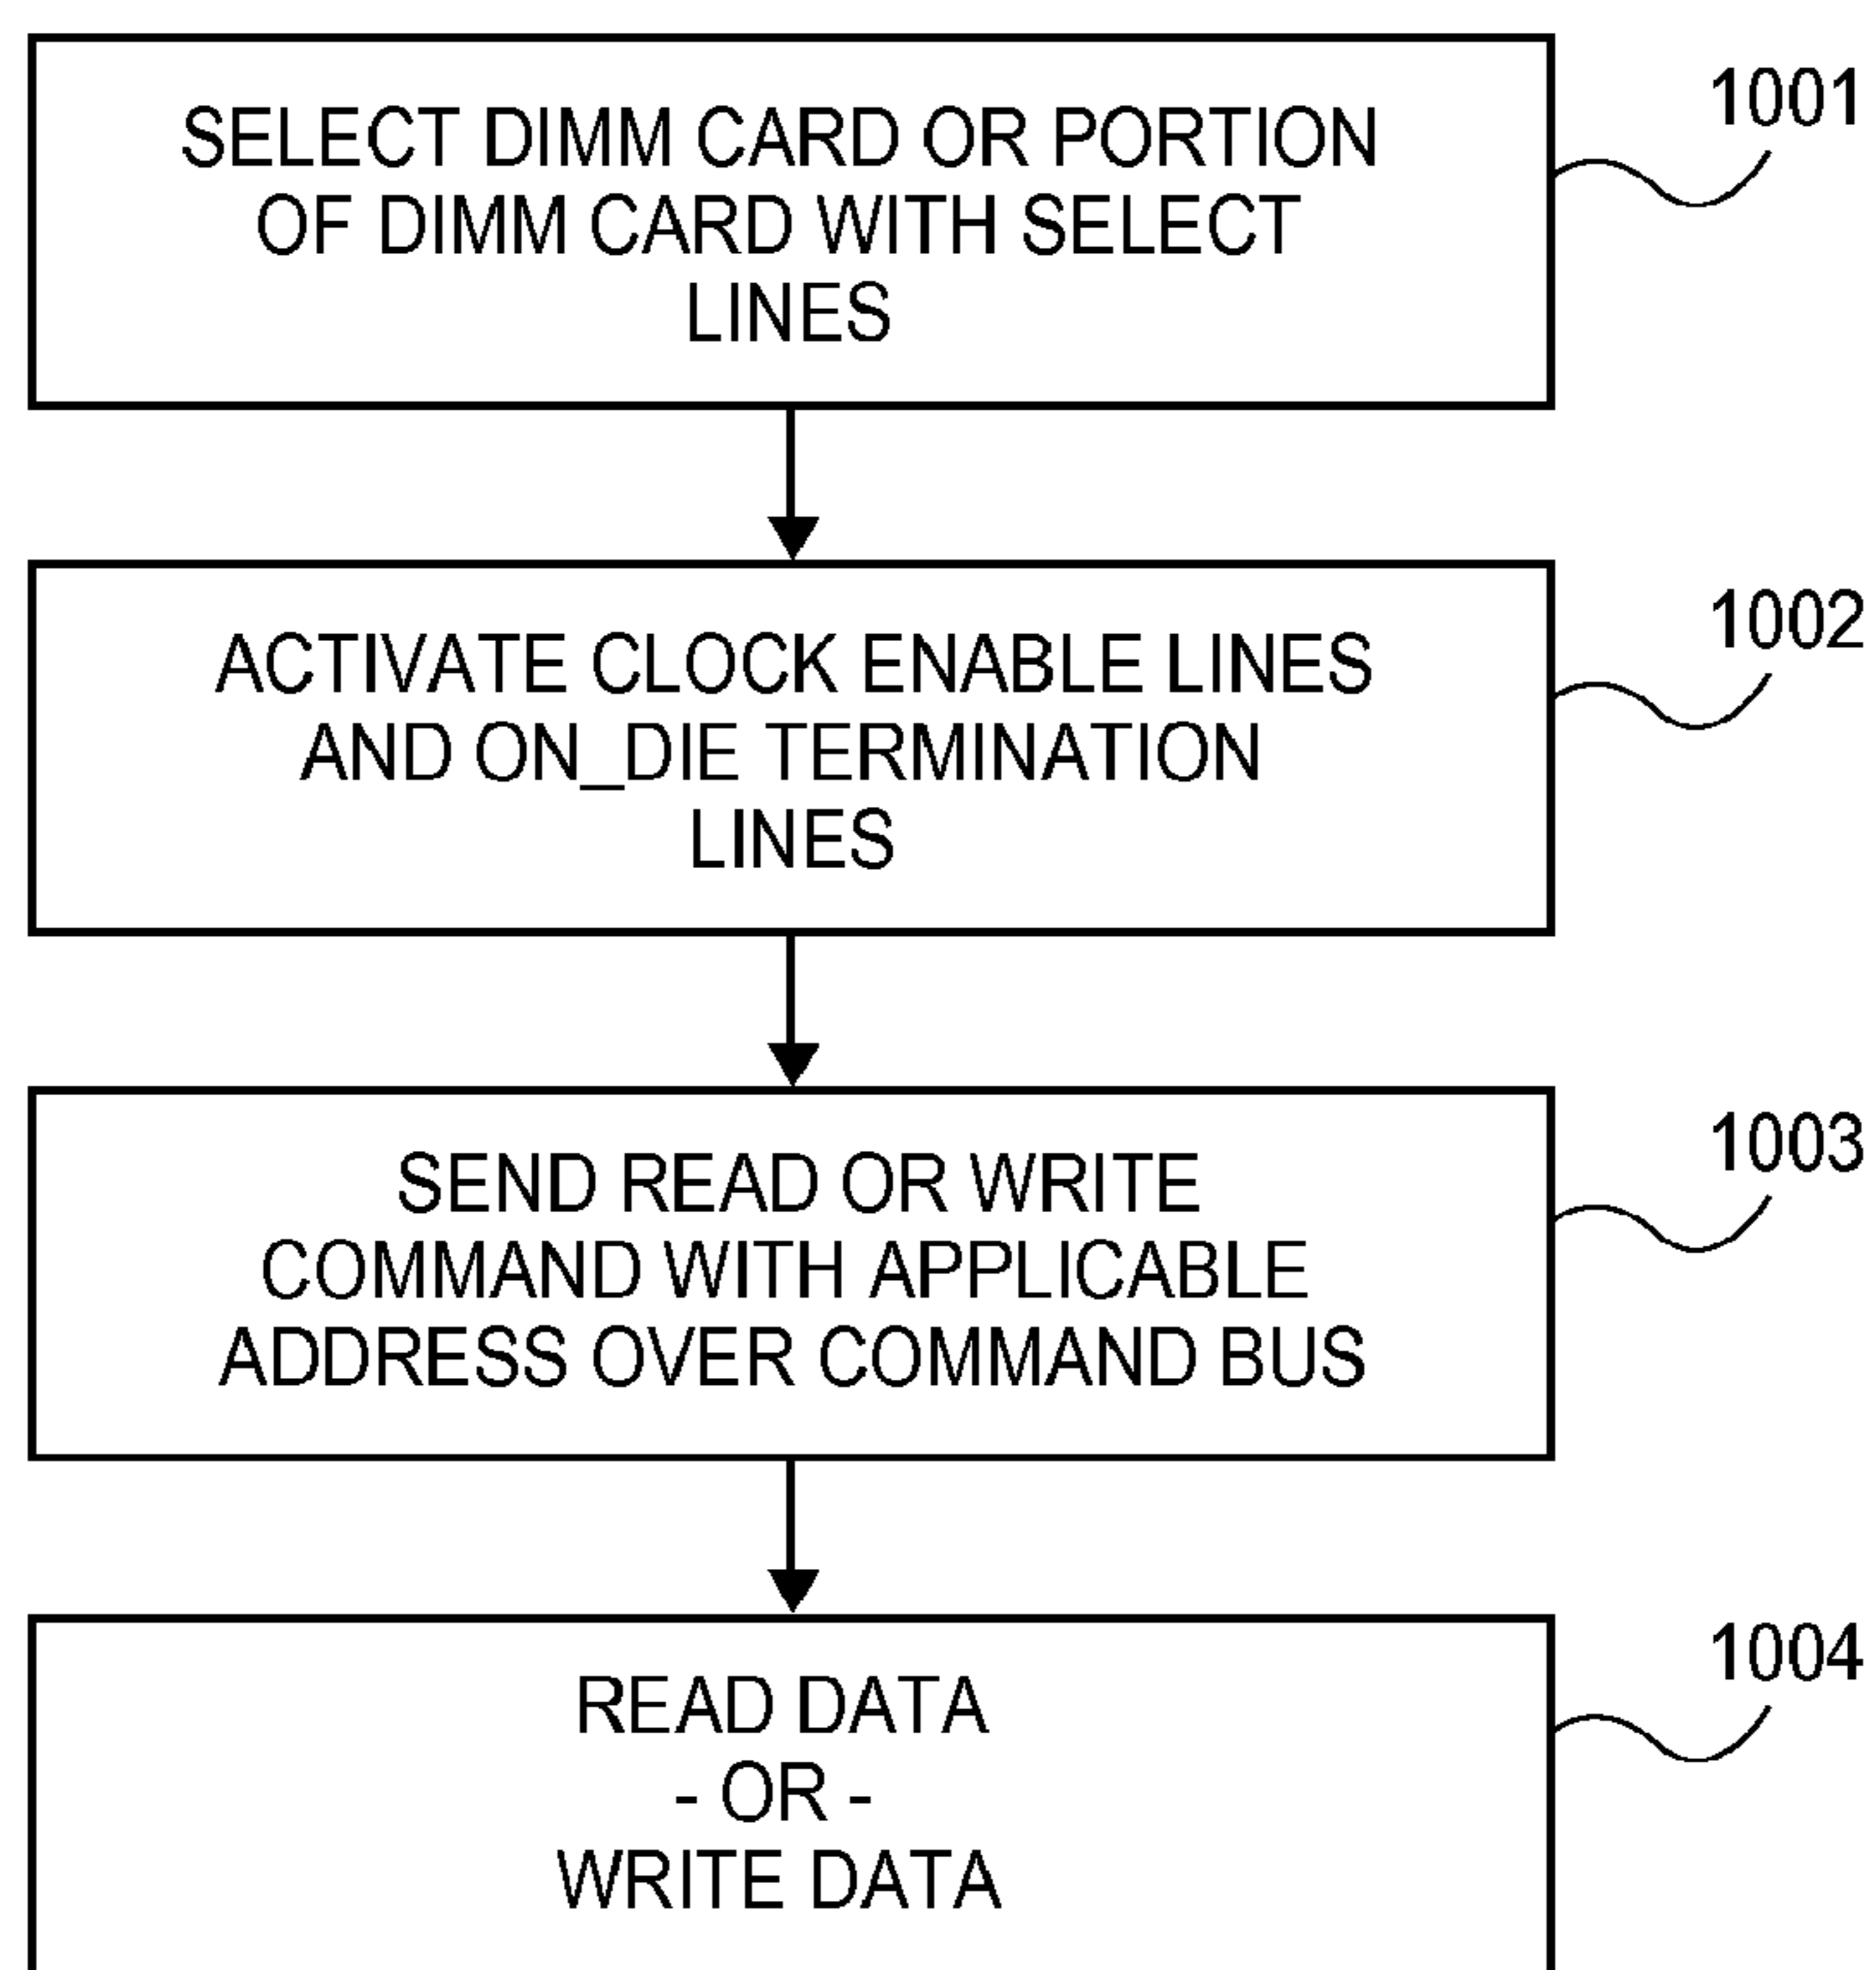 SELECT DIMM CARD OR PORTION
OF DIMM CARD WITH SELECT
LINES
1001
ACTIVATE CLOCK ENABLE LINES
AND ON_DIE TERMINATION
LINES
1002
SEND READ OR WRITE
COMMAND WITH APPLICABLE
ADDRESS OVER COMMAND BUS
1003
READ DATA
- OR -
WRITE DATA
1004